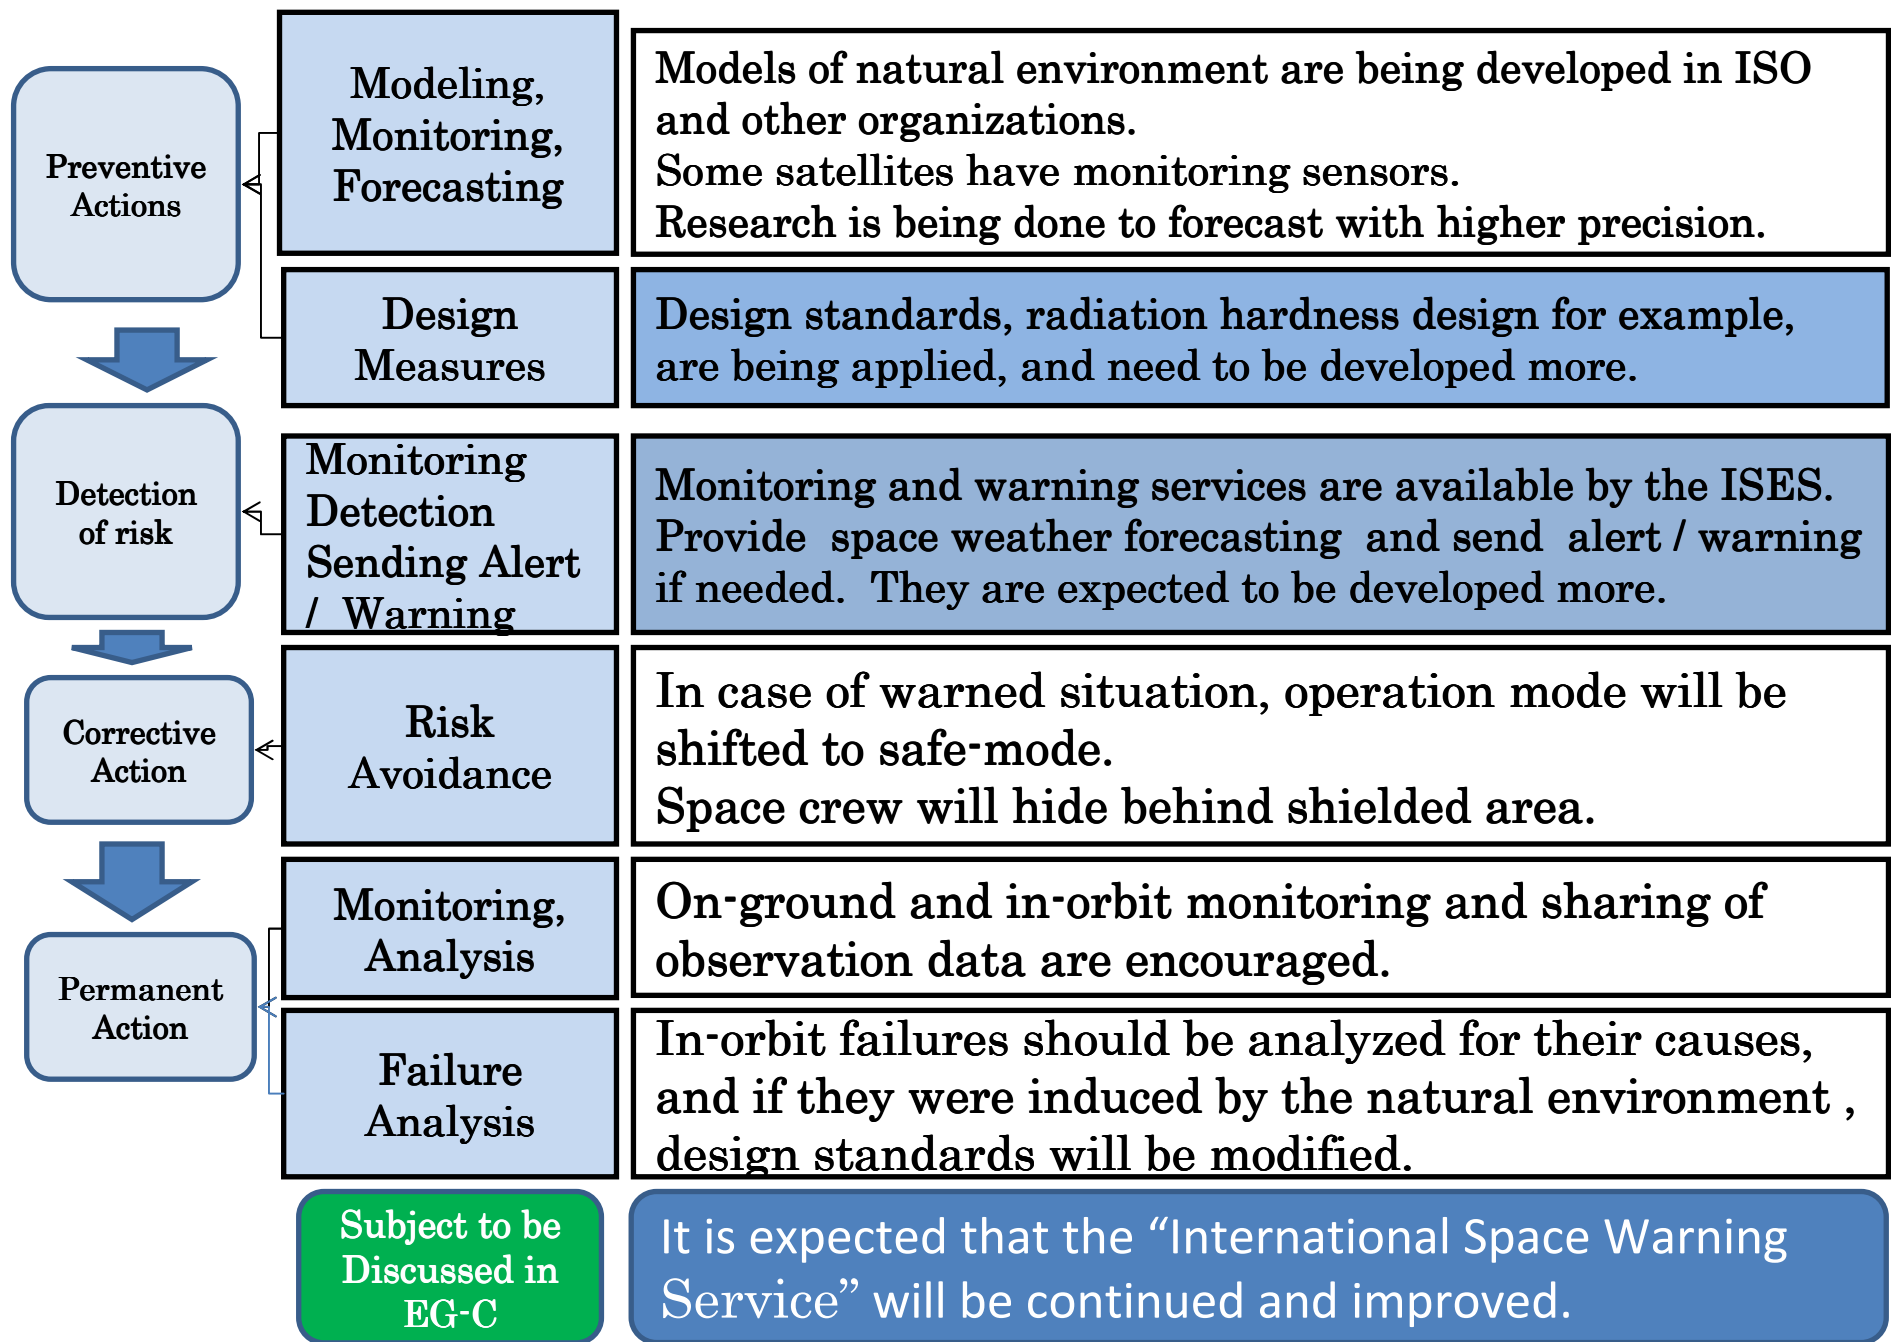 Preventive
Actions
Modeling,
Monitoring,
Forecasting
Models of natural environment are being developed in ISO
and other organizations.
Some satellites have monitoring sensors.
Research is being done to forecast with higher precision.
Design
Measures
Design standards, radiation hardness design for example,
are being applied, and need to be developed more.
Detection
of risk
Monitoring
Detection
Sending Alert
/ Warning
Monitoring and warning services are available by the ISES.
Provide space weather forecasting and send alert / warning
if needed. They are expected to be developed more.
Corrective
Action
Risk
Avoidance
In case of warned situation, operation mode will be
shifted to safe-mode.
Space crew will hide behind shielded area.
Permanent
Action
Monitoring,
Analysis
On-ground and in-orbit monitoring and sharing of
observation data are encouraged.
Failure
Analysis
In-orbit failures should be analyzed for their causes,
and if they were induced by the natural environment ,
design standards will be modified.
Subject to be
Discussed in
EG-C
It is expected that the “International Space Warning
Service” will be continued and improved.